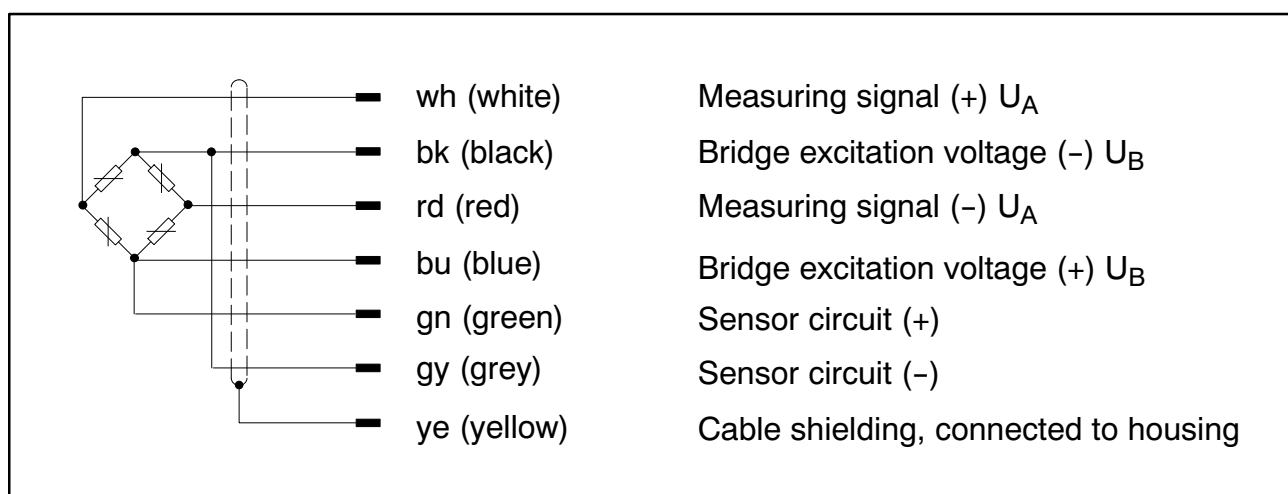 wh (white) Measuring signal (+) U_A
bk (black) Bridge excitation voltage (–) U_B
rd (red) Measuring signal (–) U_A
bu (blue) Bridge excitation voltage (+) U_B
gn (green) Sensor circuit (+)
gy (grey) Sensor circuit (–)
ye (yellow) Cable shielding, connected to housing